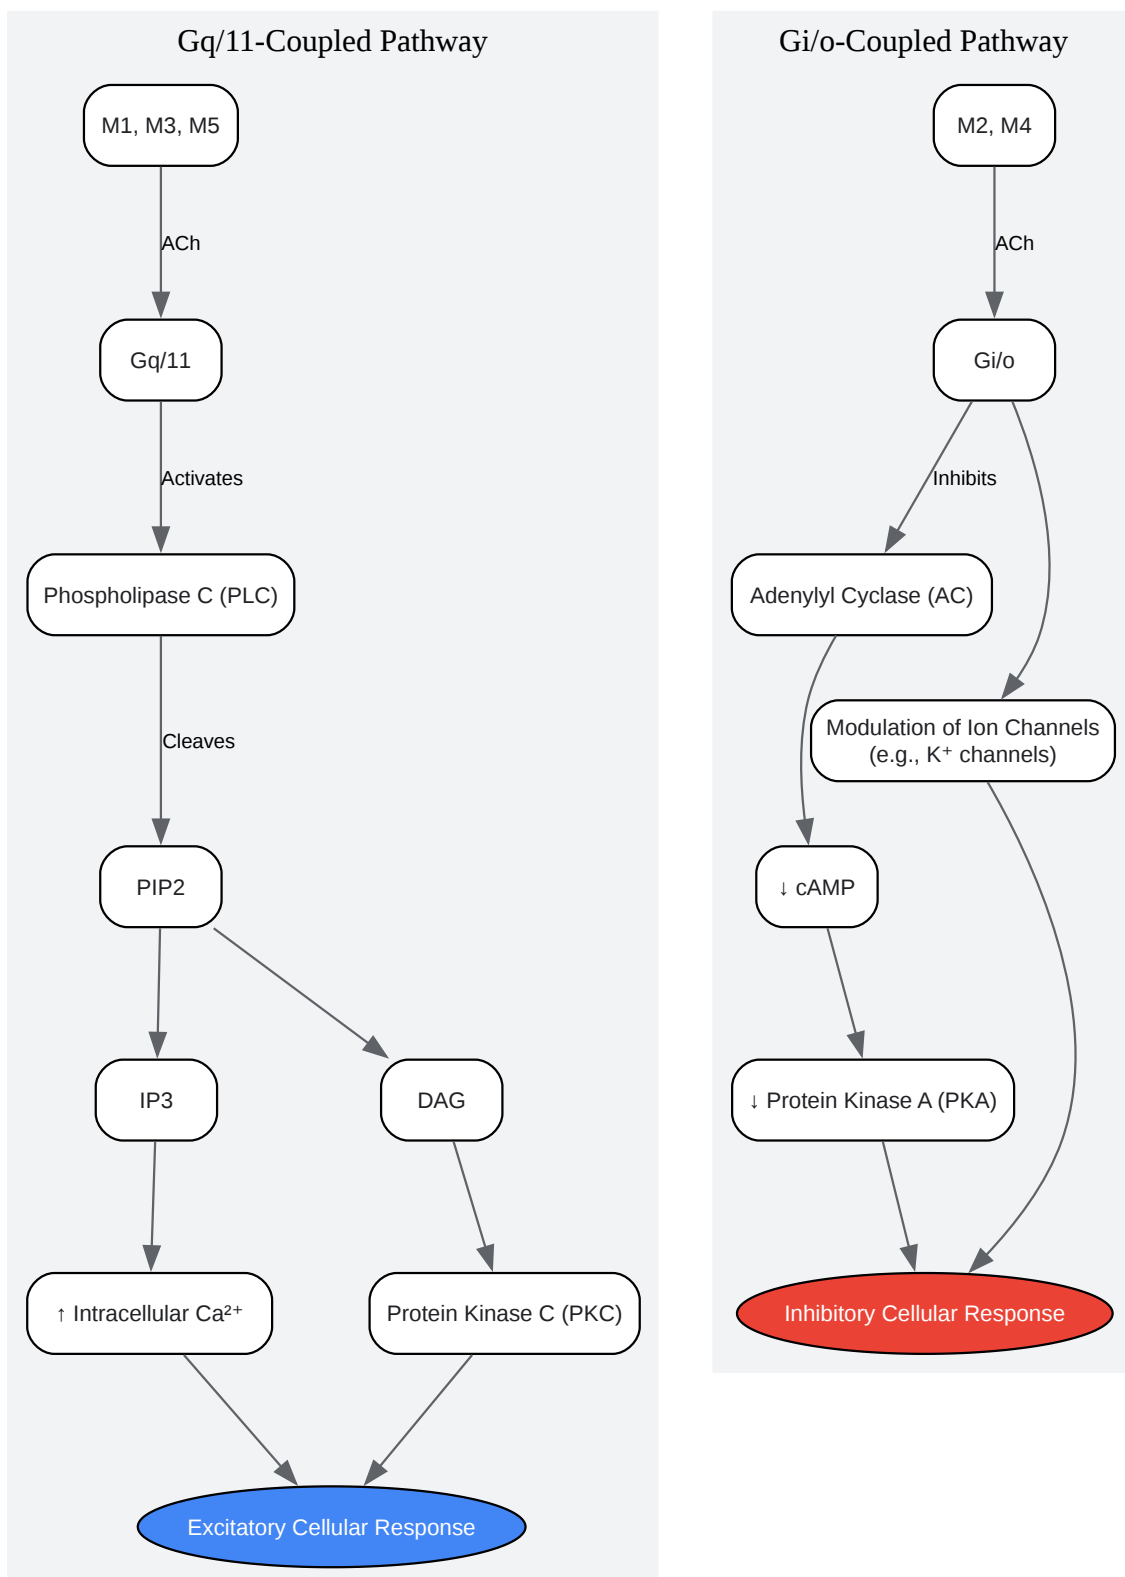 Gq/11-Coupled Pathway
M1, M3, M5
ACh
Gq/11
Activates
Phospholipase C (PLC)
Cleaves
PIP2
IP3
DAG
↑ Intracellular Ca²⁺
Protein Kinase C (PKC)
Excitatory Cellular Response
Gi/o-Coupled Pathway
M2, M4
ACh
Gi/o
Inhibits
Adenylyl Cyclase (AC)
Modulation of Ion Channels
(e.g., K⁺ channels)
↓ cAMP
↓ Protein Kinase A (PKA)
Inhibitory Cellular Response